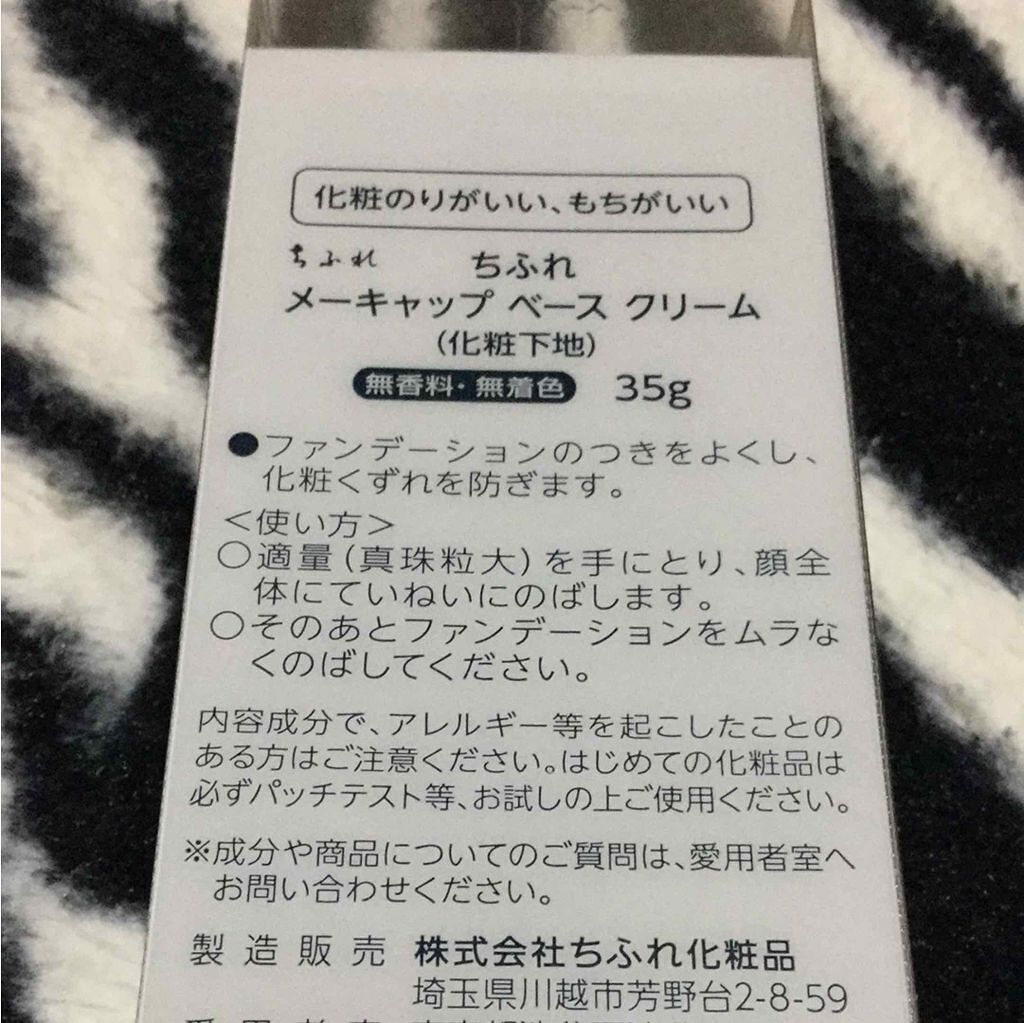 化粧のりがいい、もちがいい
ちふれ ちふれ
メーキャップ ベース クリーム
(化粧下地)
無香料・無着色 35g
●ファンデーションのつきをよくし、
化粧くずれを防ぎます。
<使い方>
○適量(真珠粒大)を手にとり、顔全
体にていねいにのばします。
○そのあとファンデーションをムラな
くのばしてください。
内容成分で、アレルギー等を起こしたことの
ある方はご注意ください。はじめての化粧品は
必ずパッチテスト等、お試しの上ご使用ください。
※成分や商品についてのご質問は、愛用者室へ
お問い合わせください。
製造販売 株式会社ちふれ化粧品
埼玉県川越市芳野台2-8-59